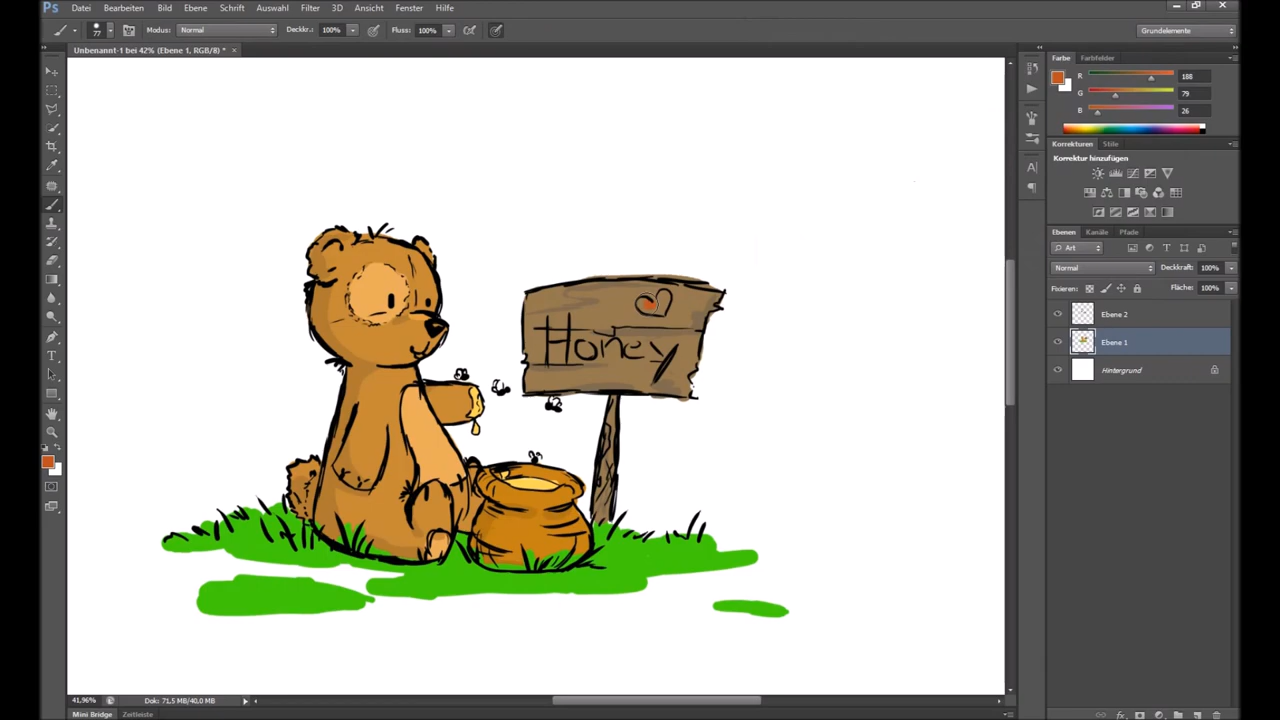 Ps Datei Bearbeiten Bild Ebene Schrift Auswahl Filter 3D Ansicht Fenster Hilfe
77 Modus: Normal Deckkr.: 100% Fluss: 100% Grundelemente
Unbenannt-1 bei 42% (Ebene 1, RGB/8) * ×
Farbe Farbfelder
R 188
G 79
B 26
Korrekturen Stile
Korrektur hinzufügen
Ebenen Kanäle Pfade
Art
Normal Deckkraft: 100%
Fixieren: Fläche: 100%
Ebene 2
Ebene 1
Hintergrund
Honey
41,96% Dok: 71,5 MB/40,0 MB
Mini Bridge Zeitleiste